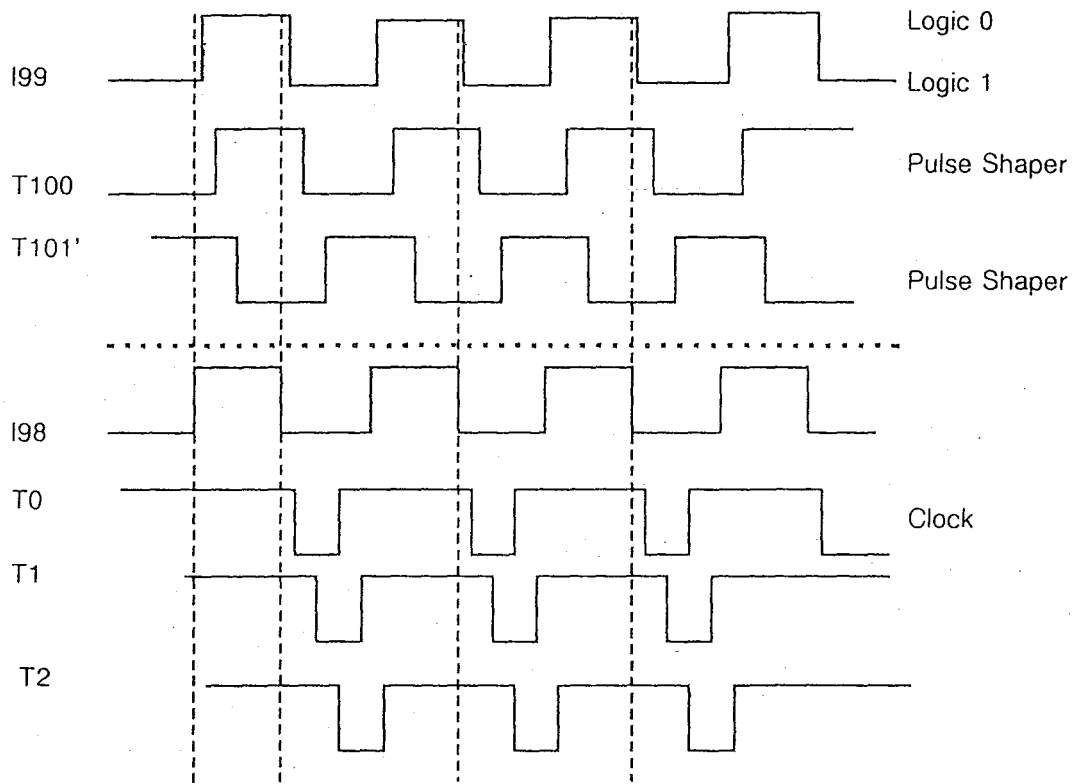 Logic 0
I99
Logic 1
T100
Pulse Shaper
T101'
Pulse Shaper
I98
T0
Clock
T1
T2